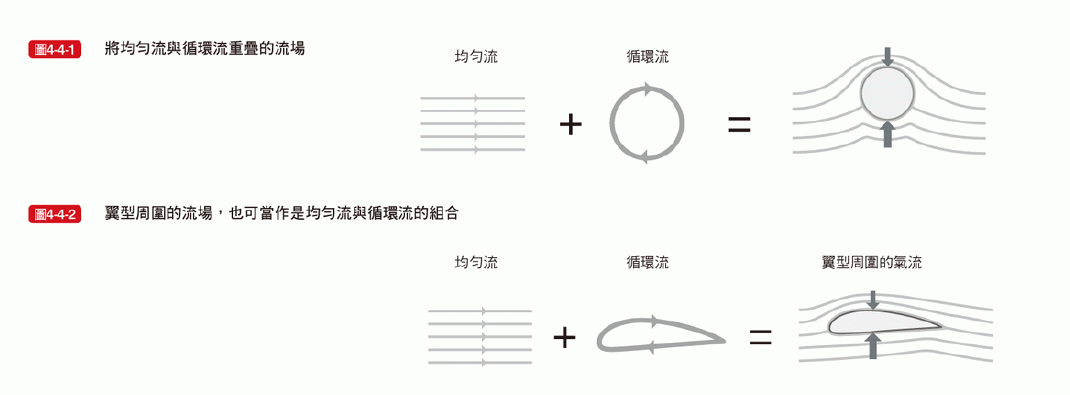 圖4-4-1 將均勻流與循環流重疊的流場
均勻流 循環流
+ =
圖4-4-2 翼型周圍的流場，也可當作是均勻流與循環流的組合
均勻流 循環流 翼型周圍的氣流
+ =